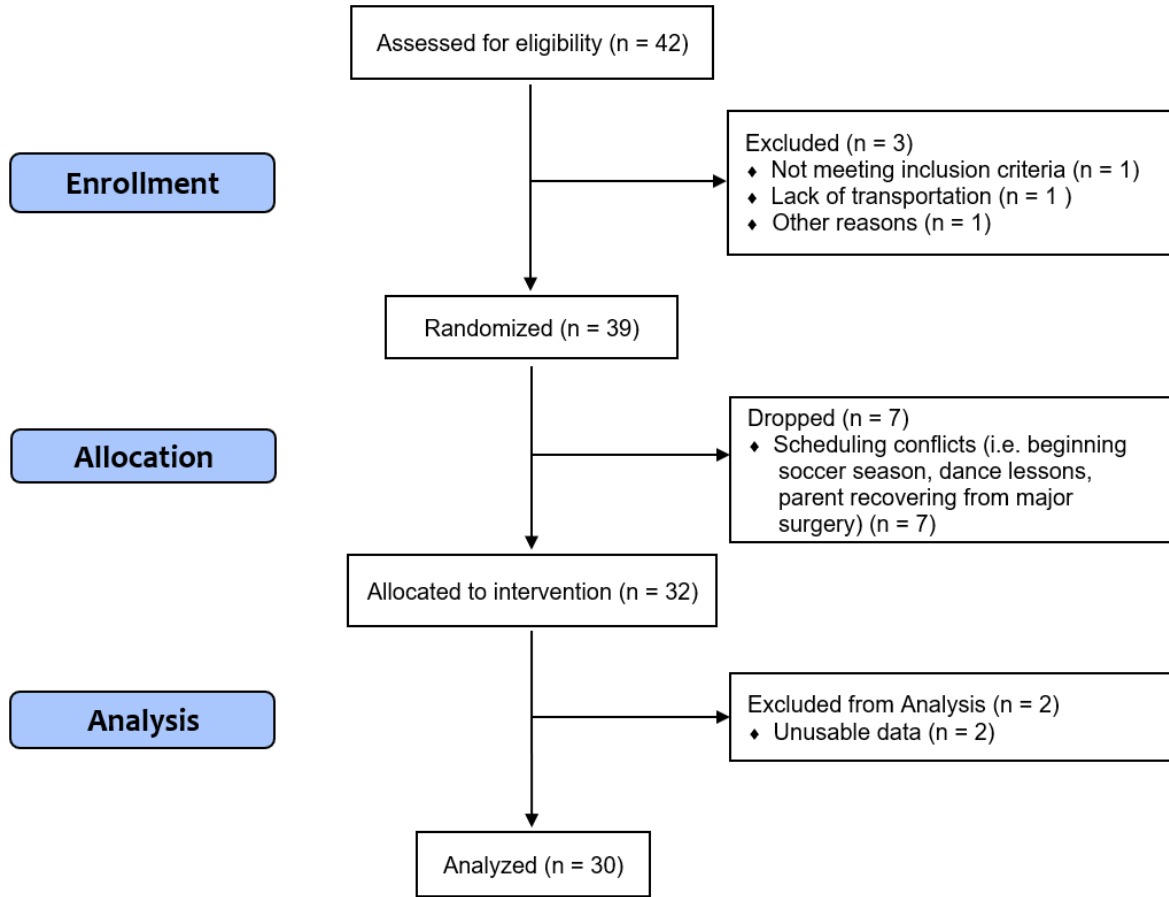 Assessed for eligibility (n = 42)
Enrollment
Excluded (n = 3)
♦ Not meeting inclusion criteria (n = 1)
♦ Lack of transportation (n = 1 )
♦ Other reasons (n = 1)
Randomized (n = 39)
Allocation
Dropped (n = 7)
♦ Scheduling conflicts (i.e. beginning
soccer season, dance lessons,
parent recovering from major
surgery) (n = 7)
Allocated to intervention (n = 32)
Analysis
Excluded from Analysis (n = 2)
♦ Unusable data (n = 2)
Analyzed (n = 30)